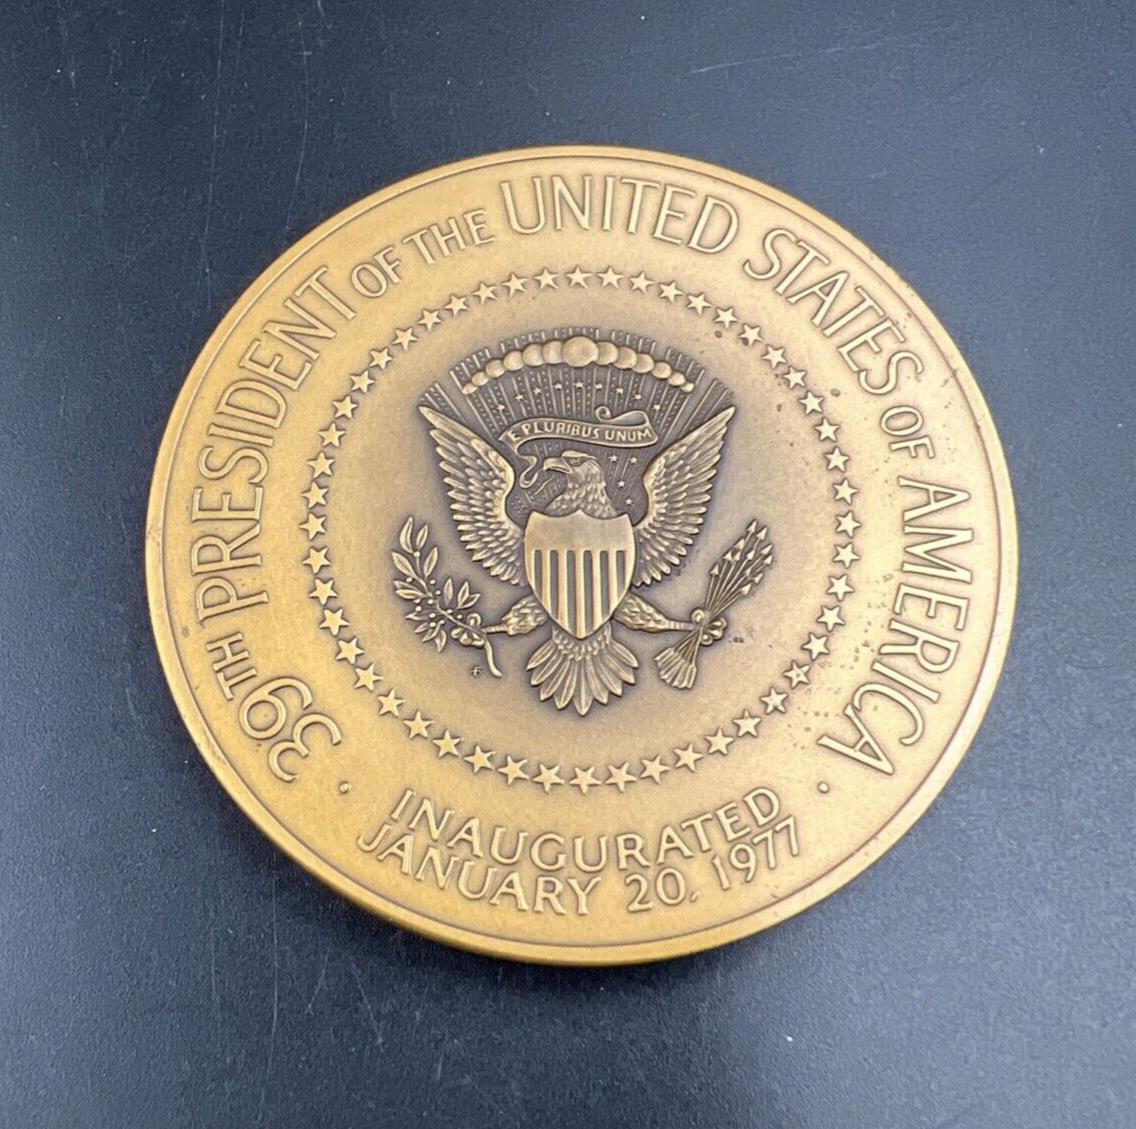 39TH PRESIDENT OF THE UNITED STATES OF AMERICA
E PLURIBUS UNUM
INAUGURATED
JANUARY 20, 1977